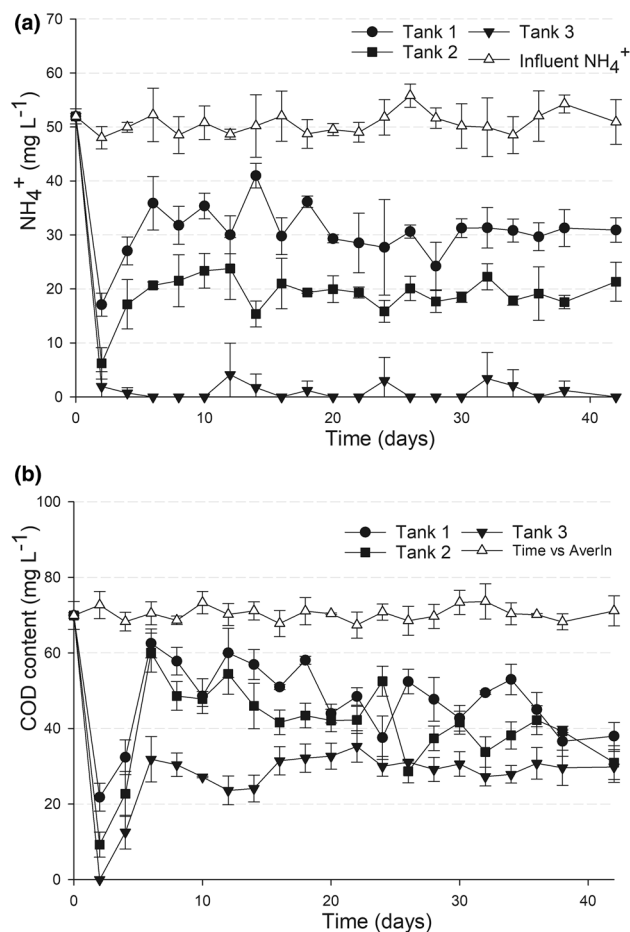 (a)
Tank 1
Tank 2
Tank 3
Influent NH4+
NH4+ (mg L−1)
70
60
50
40
30
20
10
0
0 10 20 30 40
Time (days)
(b)
Tank 1
Tank 2
Tank 3
Time vs AverIn
COD content (mg L−1)
100
80
60
40
20
0
0 10 20 30 40
Time (days)